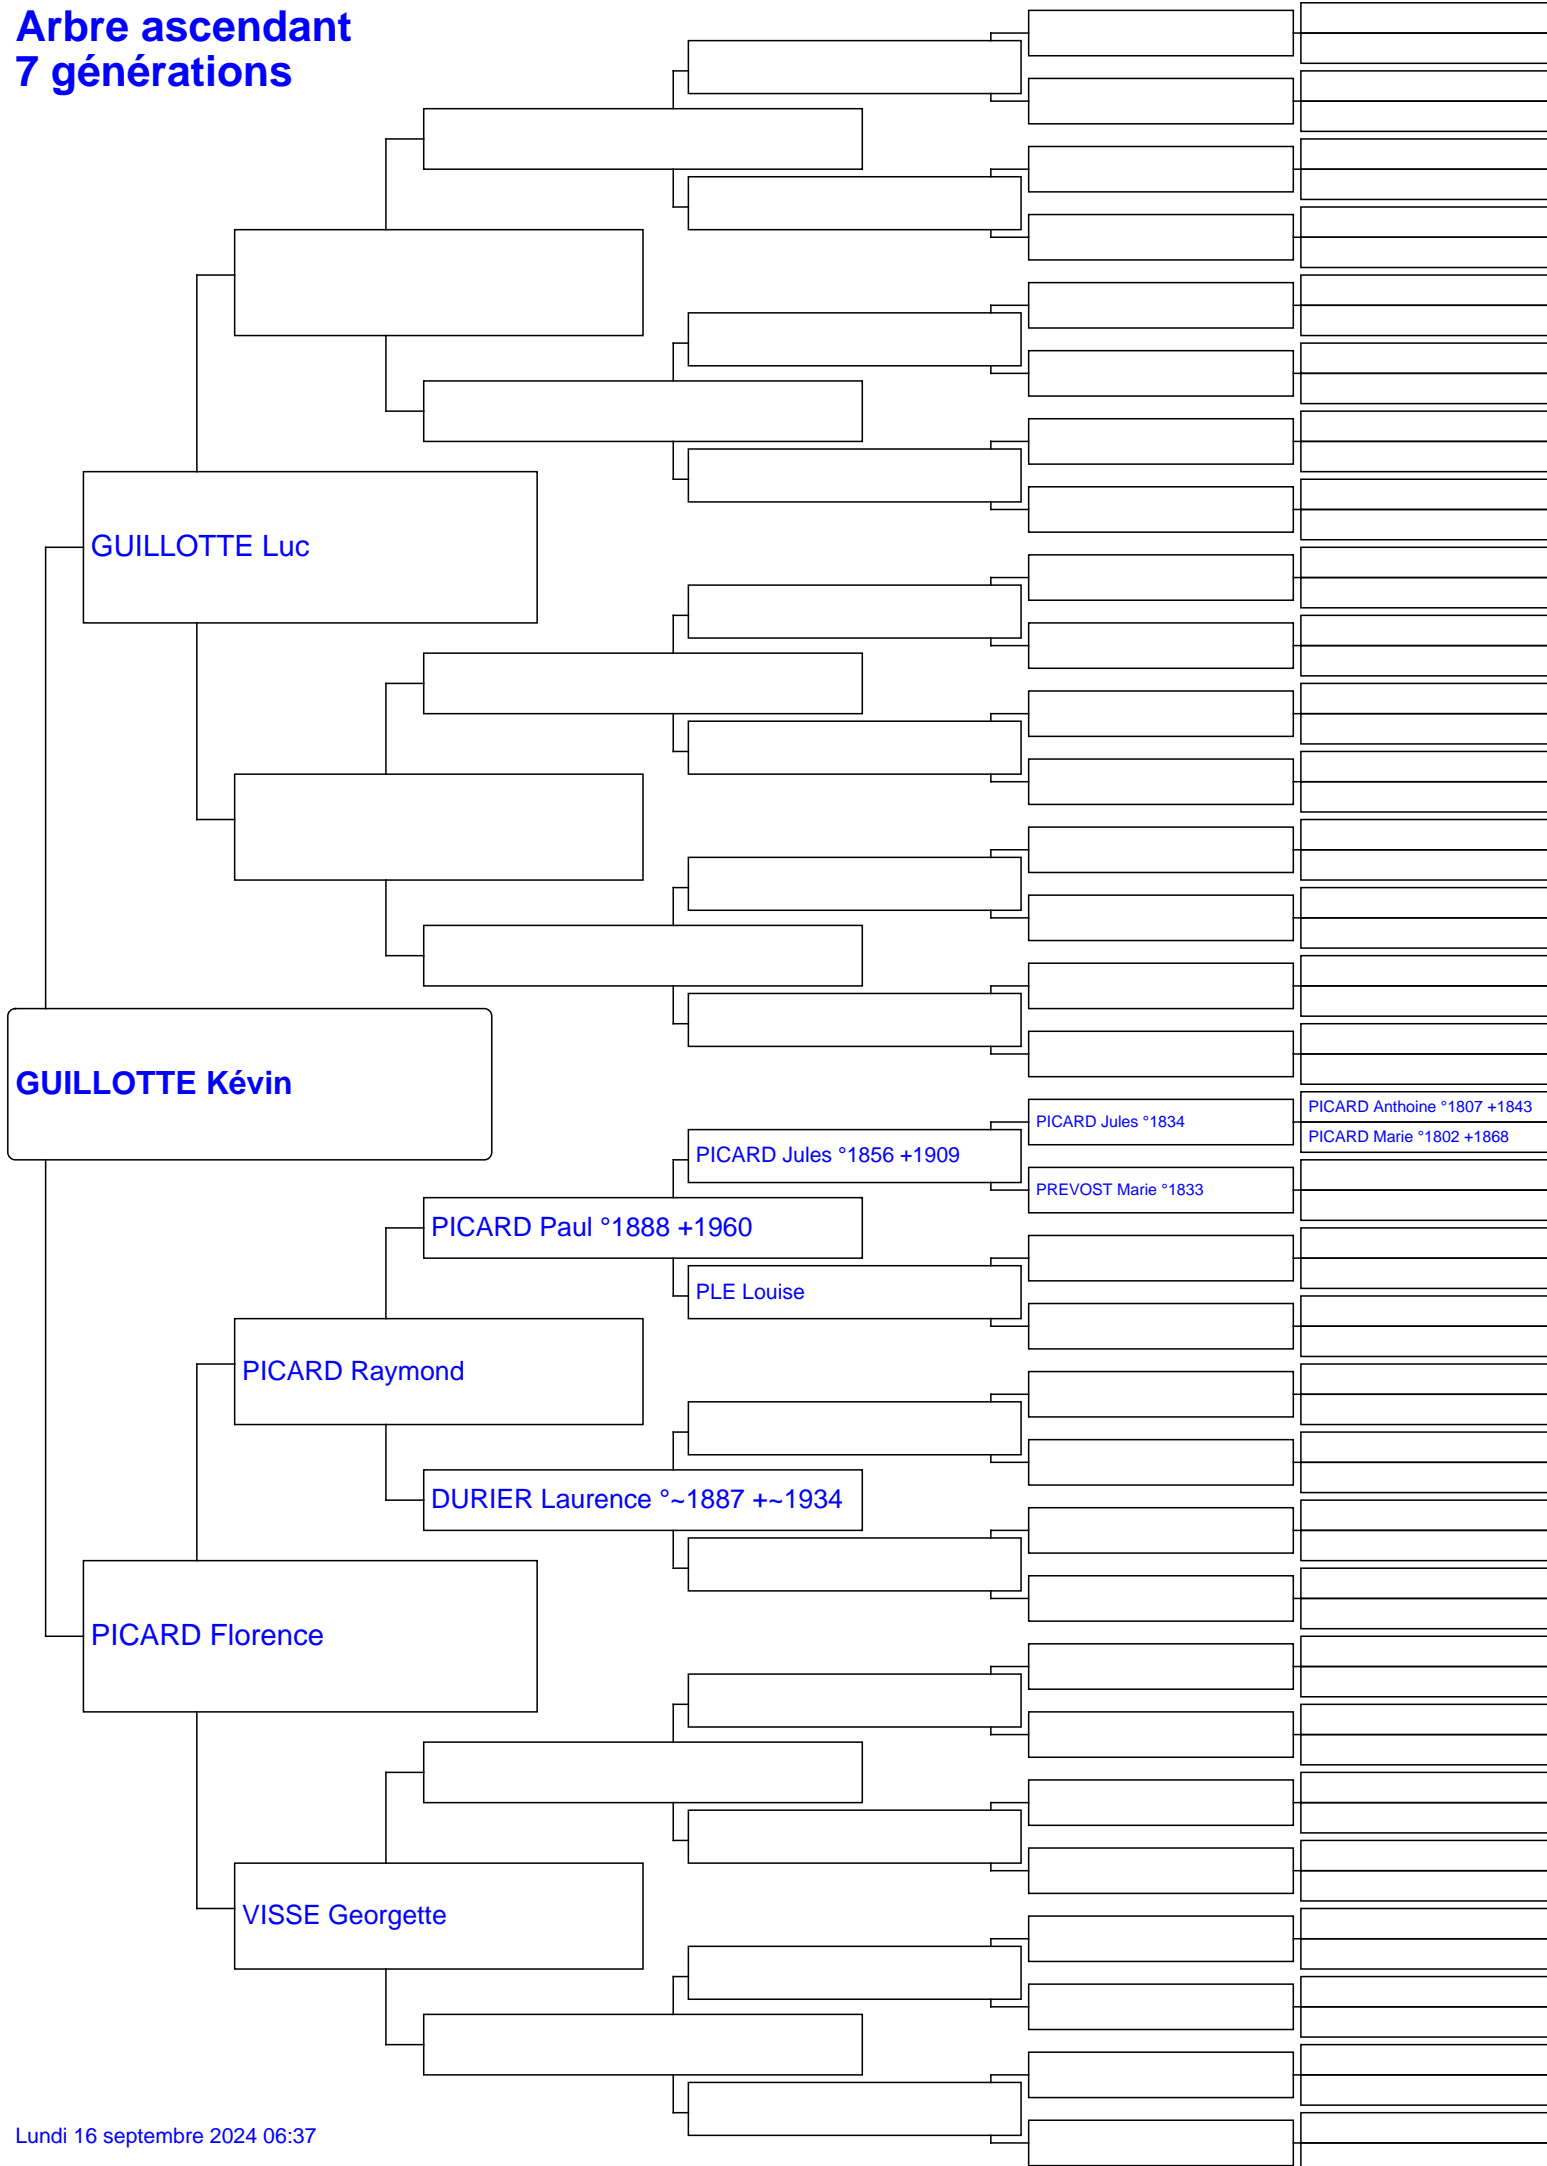 Arbre ascendant
7 générations
GUILLOTTE Luc
GUILLOTTE Kévin
PICARD Anthoine °1807 +1843
PICARD Jules °1834
PICARD Marie °1802 +1868
PICARD Jules °1856 +1909
PREVOST Marie °1833
PICARD Paul °1888 +1960
PLE Louise
PICARD Raymond
DURIER Laurence °~1887 +~1934
PICARD Florence
VISSE Georgette
Lundi 16 septembre 2024 06:37